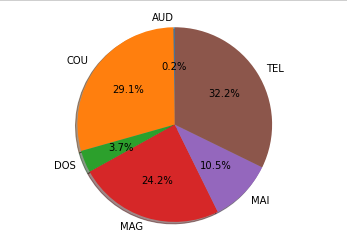 AUD
COU
0.2%
TEL
29.1%
32.2%
3.7%
DOS
10.5%
24.2%
MAI
MAG